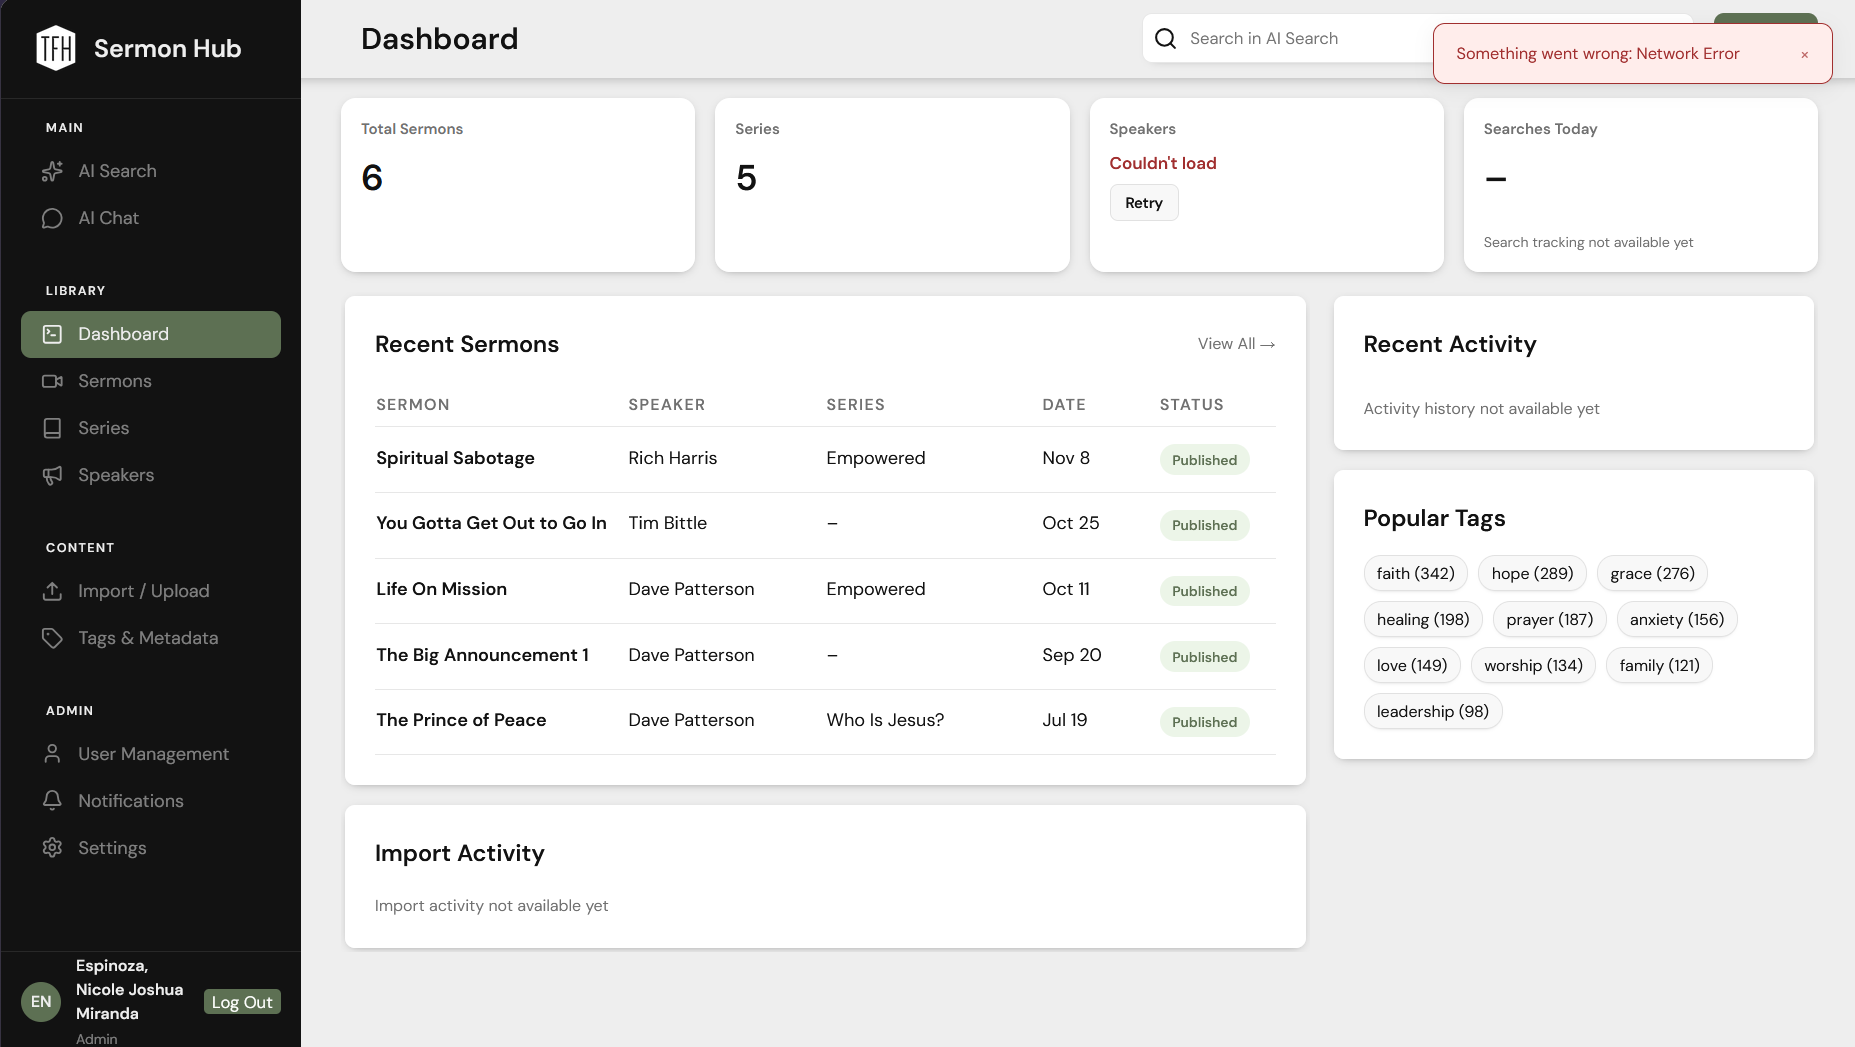 TFH Sermon Hub
MAIN
AI Search
AI Chat
LIBRARY
Dashboard
Sermons
Series
Speakers
CONTENT
Import / Upload
Tags & Metadata
ADMIN
User Management
Notifications
Settings
EN
Espinoza,
Nicole Joshua
Miranda
Admin
Log Out
Dashboard
Search in AI Search
Something went wrong: Network Error ×
Total Sermons
6
Series
5
Speakers
Couldn't load
Retry
Searches Today
–
Search tracking not available yet
Recent Sermons
View All →
SERMON SPEAKER SERIES DATE STATUS
Spiritual Sabotage Rich Harris Empowered Nov 8 Published
You Gotta Get Out to Go In Tim Bittle – Oct 25 Published
Life On Mission Dave Patterson Empowered Oct 11 Published
The Big Announcement 1 Dave Patterson – Sep 20 Published
The Prince of Peace Dave Patterson Who Is Jesus? Jul 19 Published
Import Activity
Import activity not available yet
Recent Activity
Activity history not available yet
Popular Tags
faith (342) hope (289) grace (276)
healing (198) prayer (187) anxiety (156)
love (149) worship (134) family (121)
leadership (98)